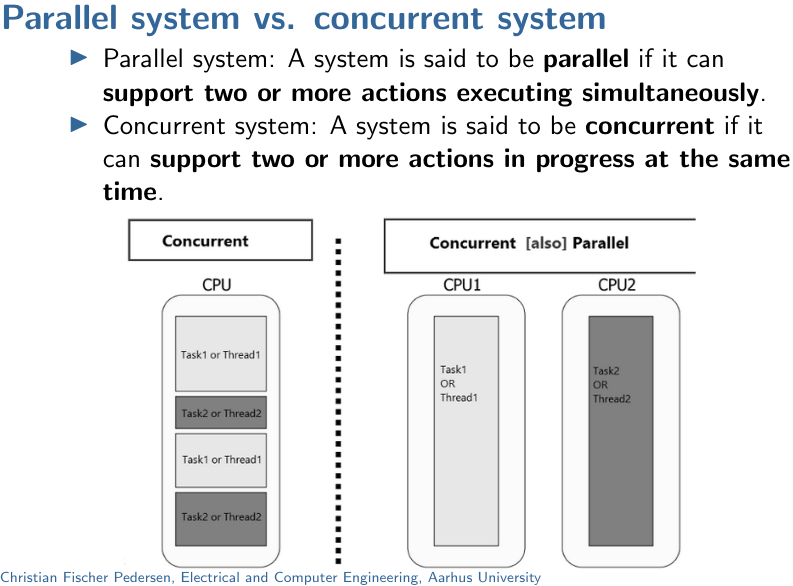 Parallel system vs. concurrent system
Parallel system: A system is said to be parallel if it can
support two or more actions executing simultaneously.
Concurrent system: A system is said to be concurrent if it
can support two or more actions in progress at the same
time.
Concurrent
Concurrent [also] Parallel
CPU
CPU1
CPU2
Task1 or Thread1
Task2 or Thread2
Task1 or Thread1
Task2 or Thread2
Task1
OR
Thread1
Task2
OR
Thread2
Christian Fischer Pedersen, Electrical and Computer Engineering, Aarhus University